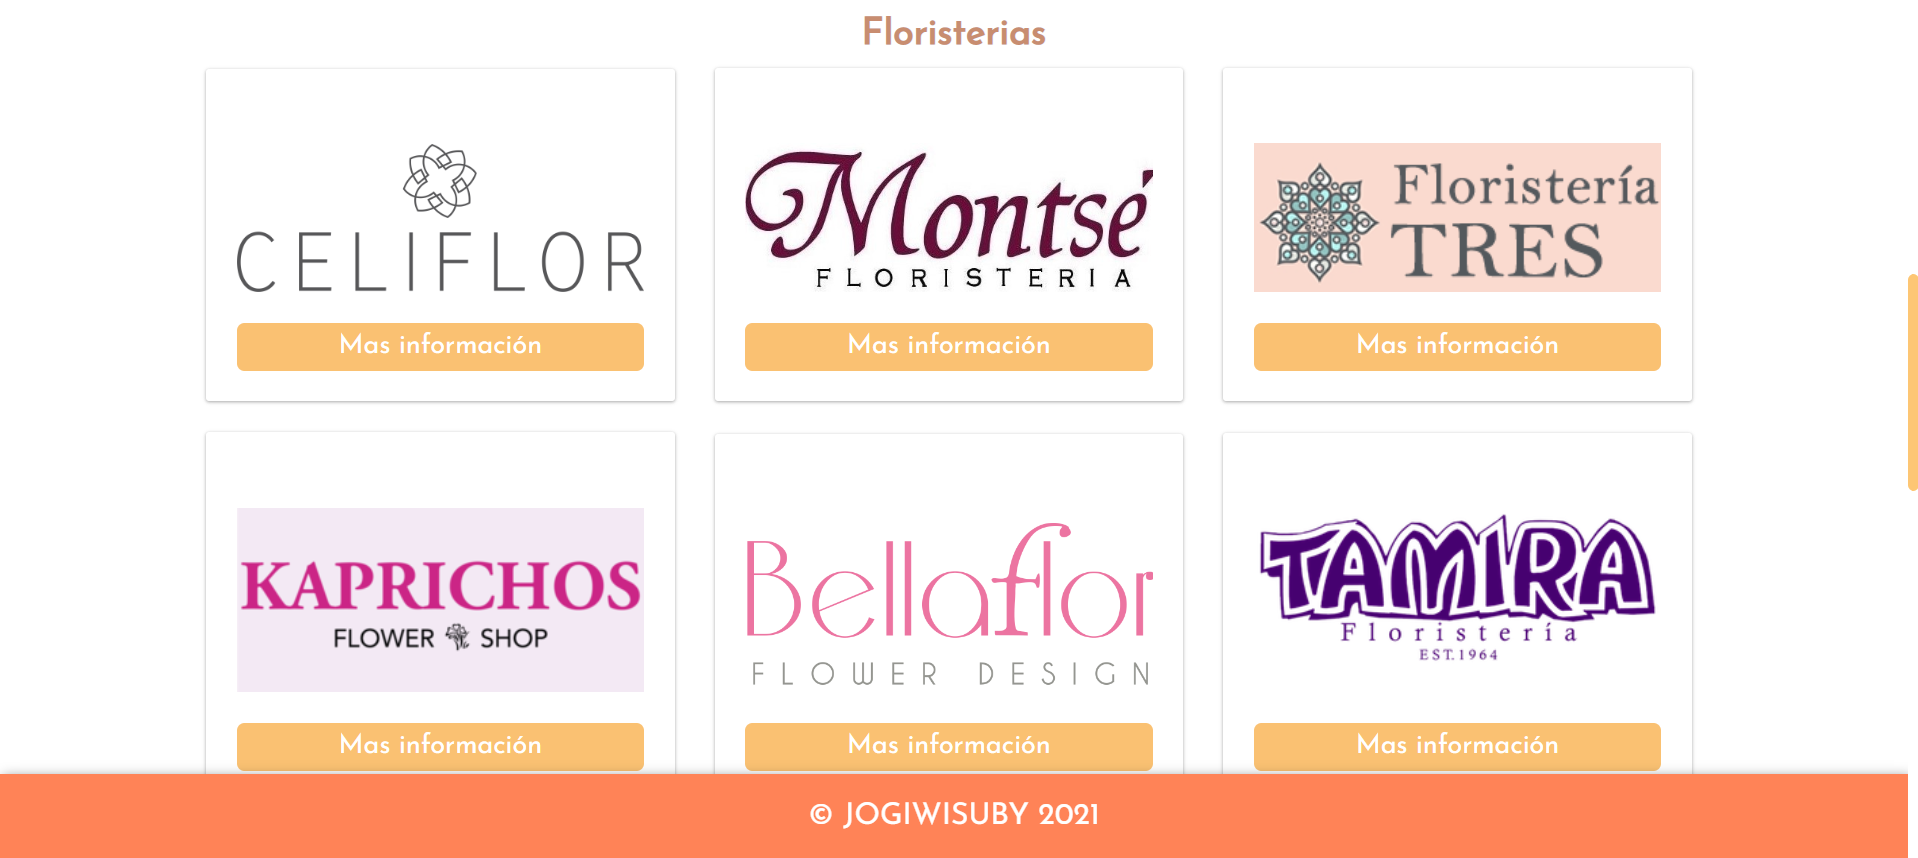 Floristerias
CELIFLOR
Mas información
Montsé
FLORISTERIA
Mas información
Floristería
TRES
Mas información
KAPRICHOS
FLOWER SHOP
Mas información
Bellaflor
FLOWER DESIGN
Mas información
TAMIRA
Floristería
EST.1964
Mas información
© JOGIWISUBY 2021